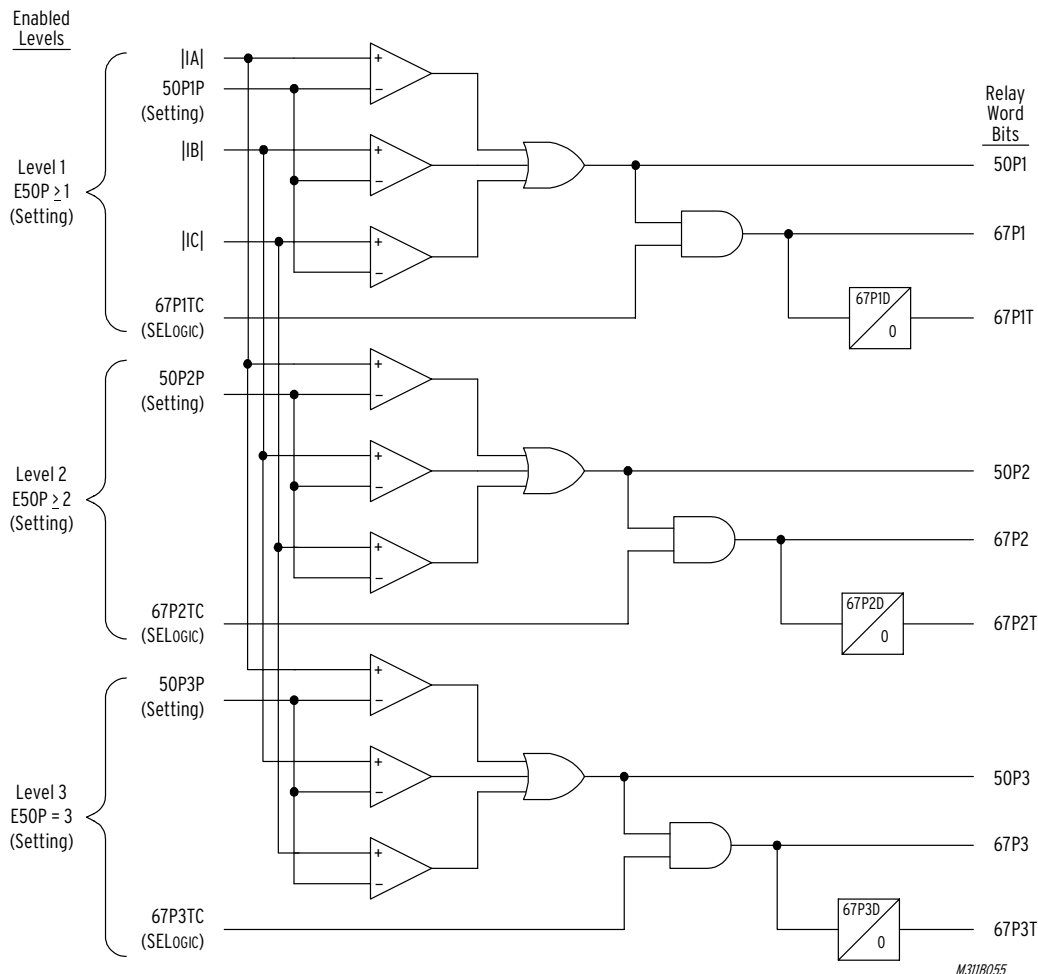 Enabled
Levels
|IA|
50P1P
(Setting)
+
–
Relay
Word
Bits
|IB|
+
–
Level 1
E50P ≥ 1
(Setting)
50P1
|IC|
+
–
67P1
67P1TC
(SELOGIC)
67P1D
0
67P1T
50P2P
(Setting)
+
–
Level 2
E50P ≥ 2
(Setting)
+
–
50P2
+
–
67P2
67P2TC
(SELOGIC)
67P2D
0
67P2T
50P3P
(Setting)
+
–
Level 3
E50P = 3
(Setting)
+
–
50P3
+
–
67P3
67P3TC
(SELOGIC)
67P3D
0
67P3T
M311B055